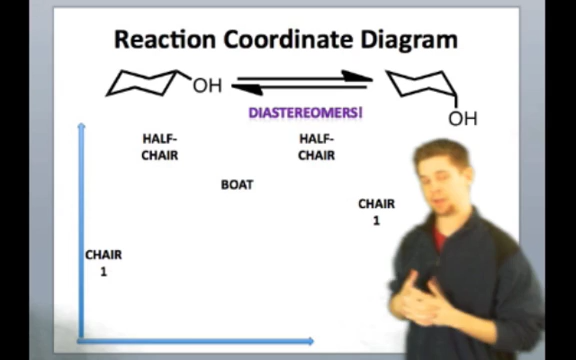 Reaction Coordinate Diagram
OH
DIASTEREOMERS!
OH
HALF-
CHAIR
HALF-
CHAIR
BOAT
CHAIR
1
CHAIR
1